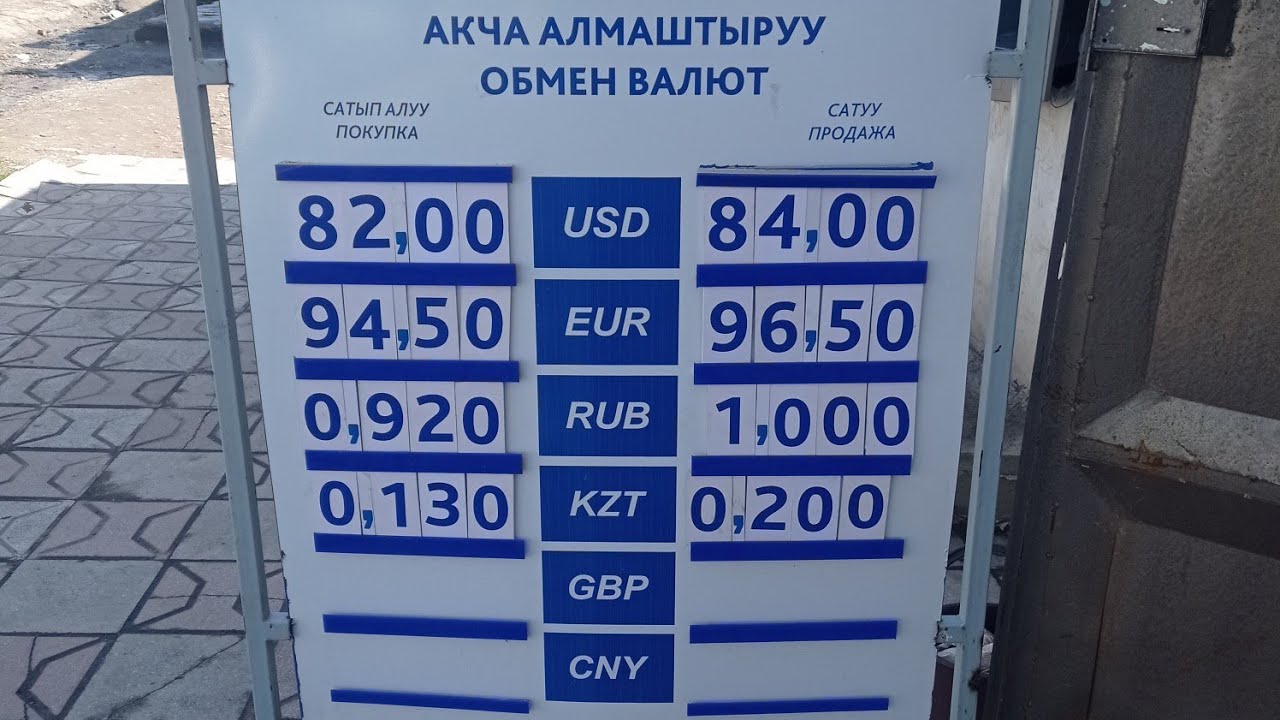 АКЧА АЛМАШТЫРУУ
ОБМЕН ВАЛЮТ
САТЫП АЛУУ САТУУ
ПОКУПКА ПРОДАЖА
82,00 USD 84,00
94,50 EUR 96,50
0,920 RUB 1,000
0,130 KZT 0,200
GBP
CNY